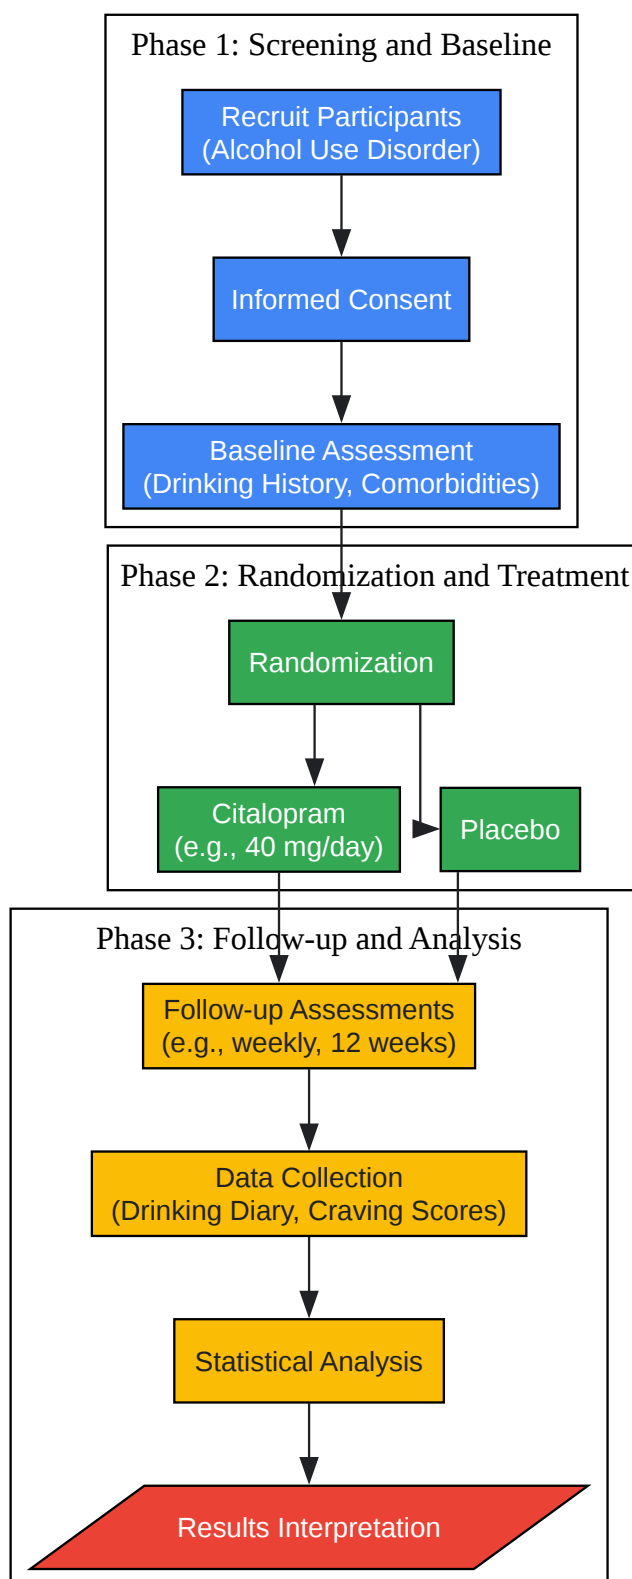 Phase 1: Screening and Baseline
Recruit Participants
(Alcohol Use Disorder)
Informed Consent
Baseline Assessment
(Drinking History, Comorbidities)
Phase 2: Randomization and Treatment
Randomization
Citalopram
(e.g., 40 mg/day)
Placebo
Phase 3: Follow-up and Analysis
Follow-up Assessments
(e.g., weekly, 12 weeks)
Data Collection
(Drinking Diary, Craving Scores)
Statistical Analysis
Results Interpretation